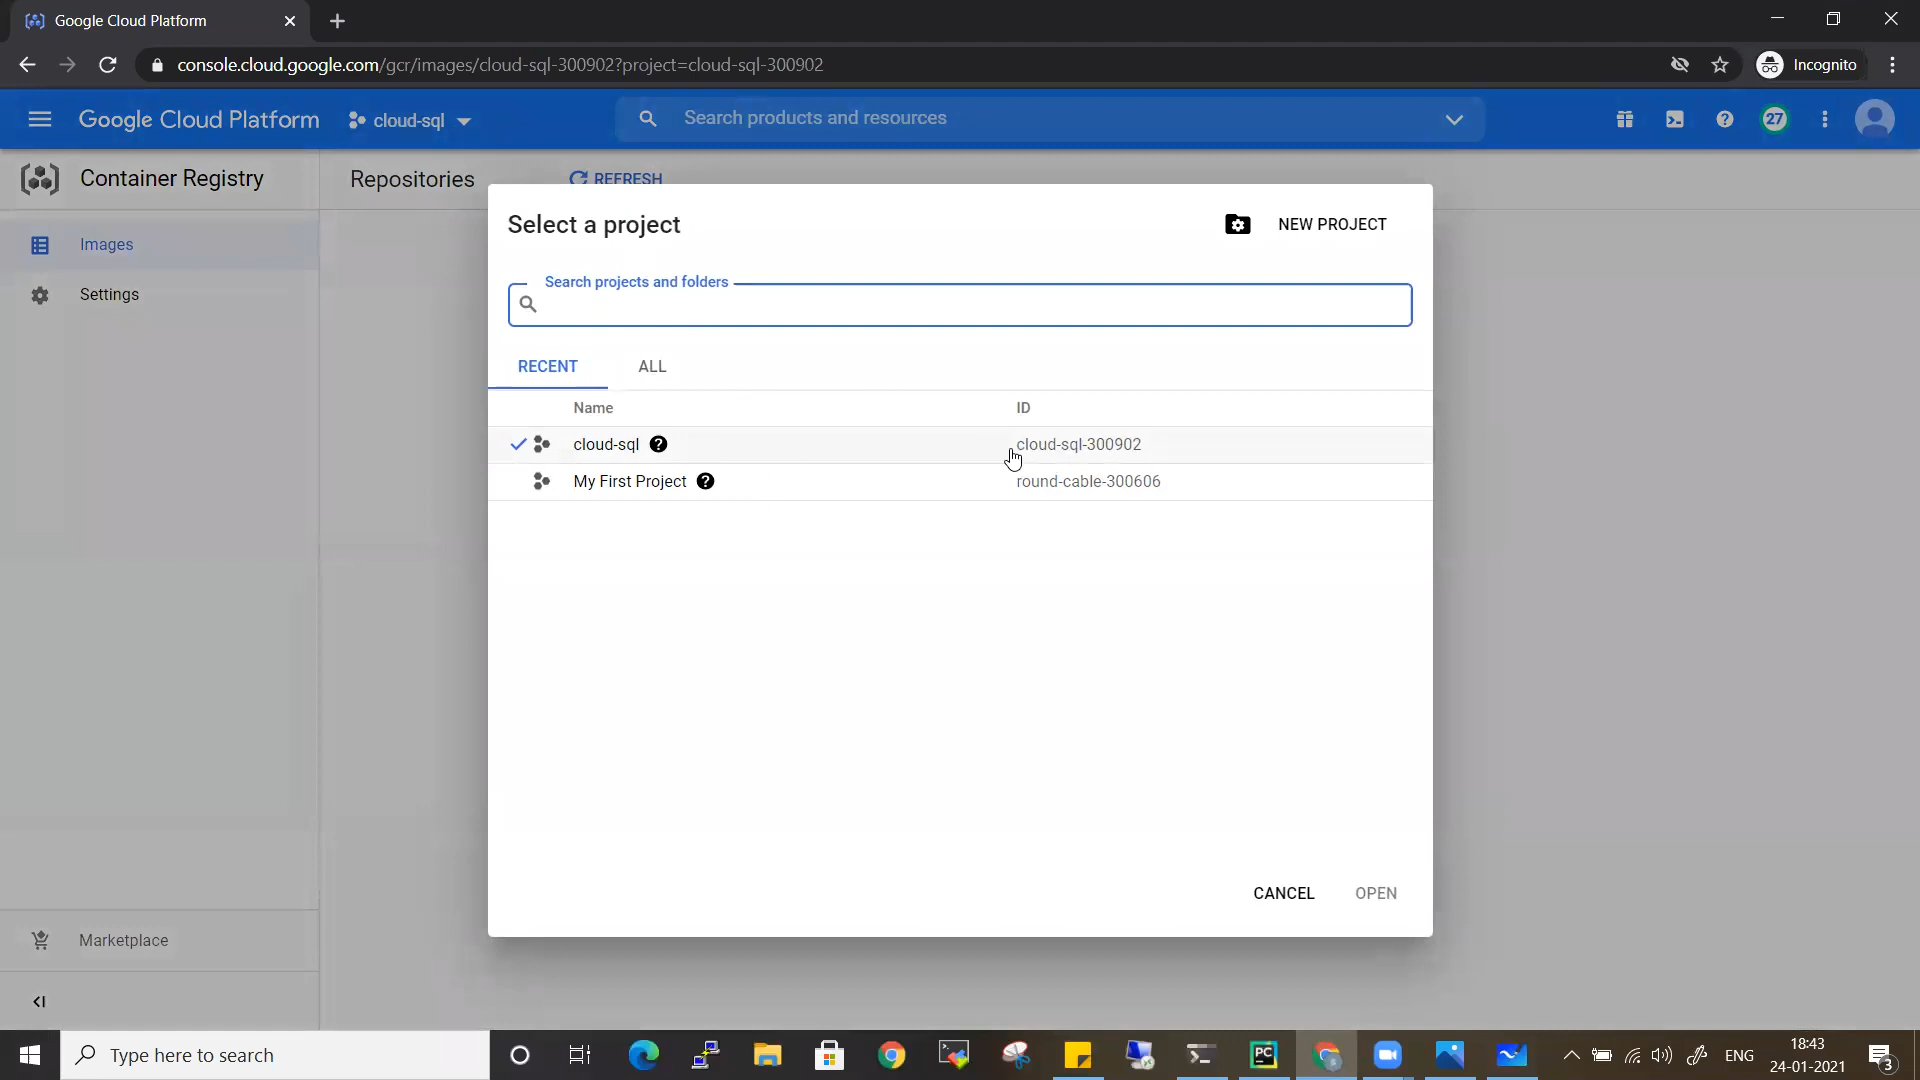 Google Cloud Platform
console.cloud.google.com/gcr/images/cloud-sql-300902?project=cloud-sql-300902
Incognito
Google Cloud Platform
cloud-sql
Search products and resources
27
Container Registry
Repositories
REFRESH
Images
Settings
Marketplace
Select a project
NEW PROJECT
Search projects and folders
RECENT
ALL
Name
ID
cloud-sql
cloud-sql-300902
My First Project
round-cable-300606
CANCEL
OPEN
Type here to search
PC
ENG
18:43
24-01-2021
3